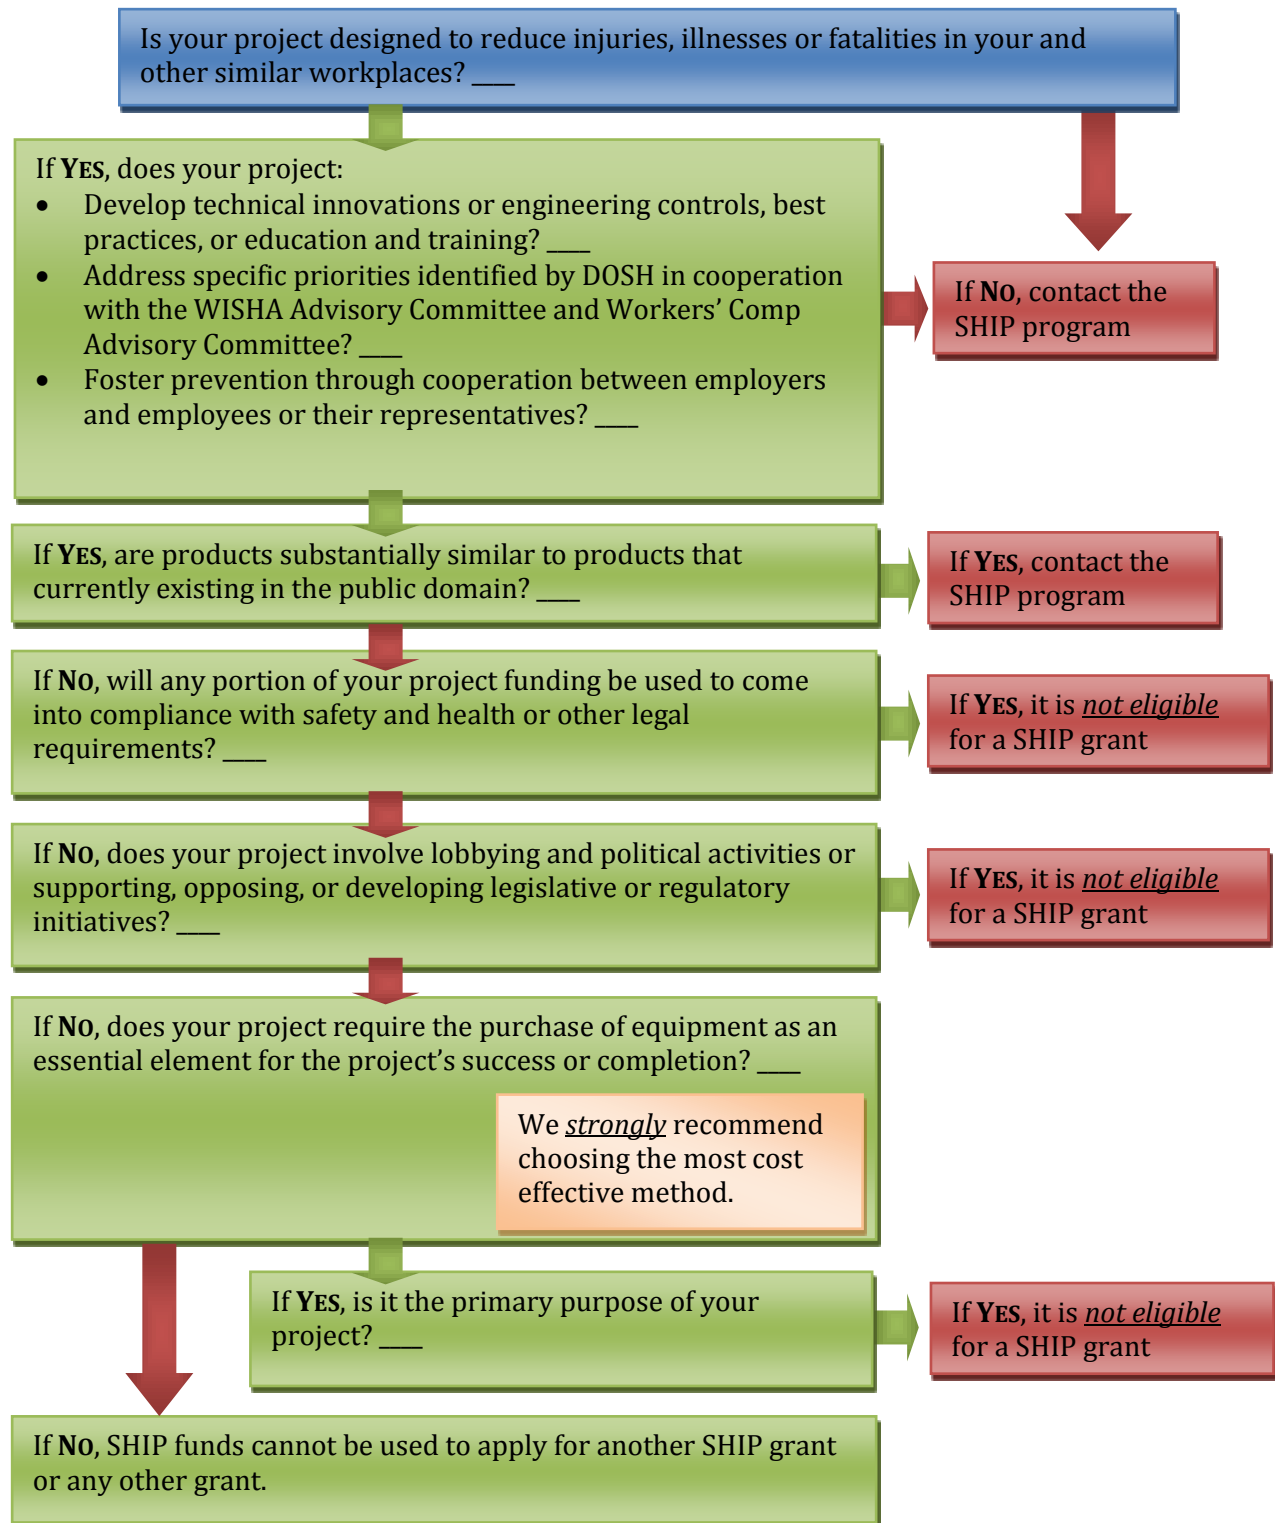 Is your project designed to reduce injuries, illnesses or fatalities in your and
other similar workplaces? ____
If YES, does your project:
• Develop technical innovations or engineering controls, best
practices, or education and training? ____
• Address specific priorities identified by DOSH in cooperation
with the WISHA Advisory Committee and Workers’ Comp
Advisory Committee? ____
• Foster prevention through cooperation between employers
and employees or their representatives? ____
If NO, contact the
SHIP program
If YES, are products substantially similar to products that
currently existing in the public domain? ____
If YES, contact the
SHIP program
If NO, will any portion of your project funding be used to come
into compliance with safety and health or other legal
requirements? ____
If YES, it is not eligible
for a SHIP grant
If NO, does your project involve lobbying and political activities or
supporting, opposing, or developing legislative or regulatory
initiatives? ____
If YES, it is not eligible
for a SHIP grant
If NO, does your project require the purchase of equipment as an
essential element for the project’s success or completion? ____
We strongly recommend
choosing the most cost
effective method.
If YES, is it the primary purpose of your
project? ____
If YES, it is not eligible
for a SHIP grant
If NO, SHIP funds cannot be used to apply for another SHIP grant
or any other grant.